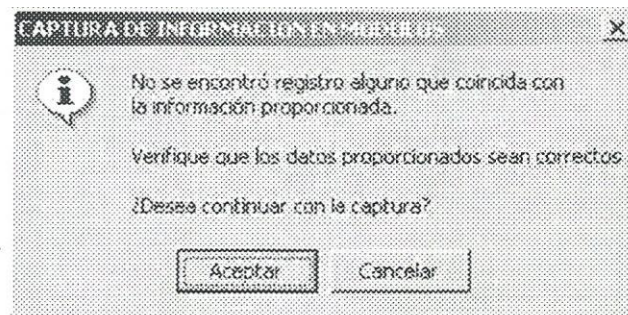 CAPTURA DE INFORMACION EN MODULOS
No se encontró registro alguno que coincida con
la información proporcionada.
Verifique que los datos proporcionados sean correctos
¿Desea continuar con la captura?
Aceptar
Cancelar